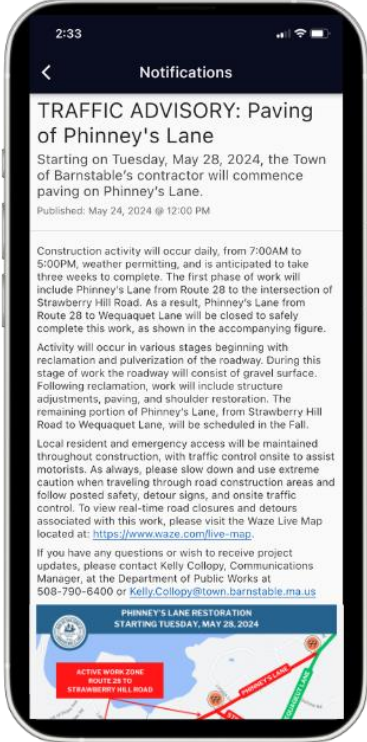 2:33
Notifications
TRAFFIC ADVISORY: Paving
of Phinney's Lane
Starting on Tuesday, May 28, 2024, the Town
of Barnstable's contractor will commence
paving on Phinney's Lane.
Published: May 24, 2024 @ 12:00 PM
Construction activity will occur daily, from 7:00AM to
5:00PM, weather permitting, and is anticipated to take
three weeks to complete. The first phase of work will
include Phinney's Lane from Route 28 to the intersection of
Strawberry Hill Road. As a result, Phinney's Lane from
Route 28 to Wequaquet Lane will be closed to safely
complete this work, as shown in the accompanying figure.
Activity will occur in various stages beginning with
reclamation and pulverization of the roadway. During this
stage of work the roadway will consist of gravel surface.
Following reclamation, work will include structure
adjustments, paving, and shoulder restoration. The
remaining portion of Phinney's Lane, from Strawberry Hill
Road to Wequaquet Lane, will be scheduled in the Fall.
Local resident and emergency access will be maintained
throughout construction, with traffic control onsite to assist
motorists. As always, please slow down and use extreme
caution when traveling through road construction areas and
follow posted safety, detour signs, and onsite traffic
control. To view real-time road closures and detours
associated with this work, please visit the Waze Live Map
located at: https://www.waze.com/live-map.
If you have any questions or wish to receive project
updates, please contact Kelly Collopy, Communications
Manager, at the Department of Public Works at
508-790-6400 or Kelly.Collopy@town.barnstable.ma.us
PHINNEY'S LANE RESTORATION
STARTING TUESDAY, MAY 28, 2024
ACTIVE WORK ZONE
ROUTE 28 TO
STRAWBERRY HILL ROAD
PHINNEY'S LANE